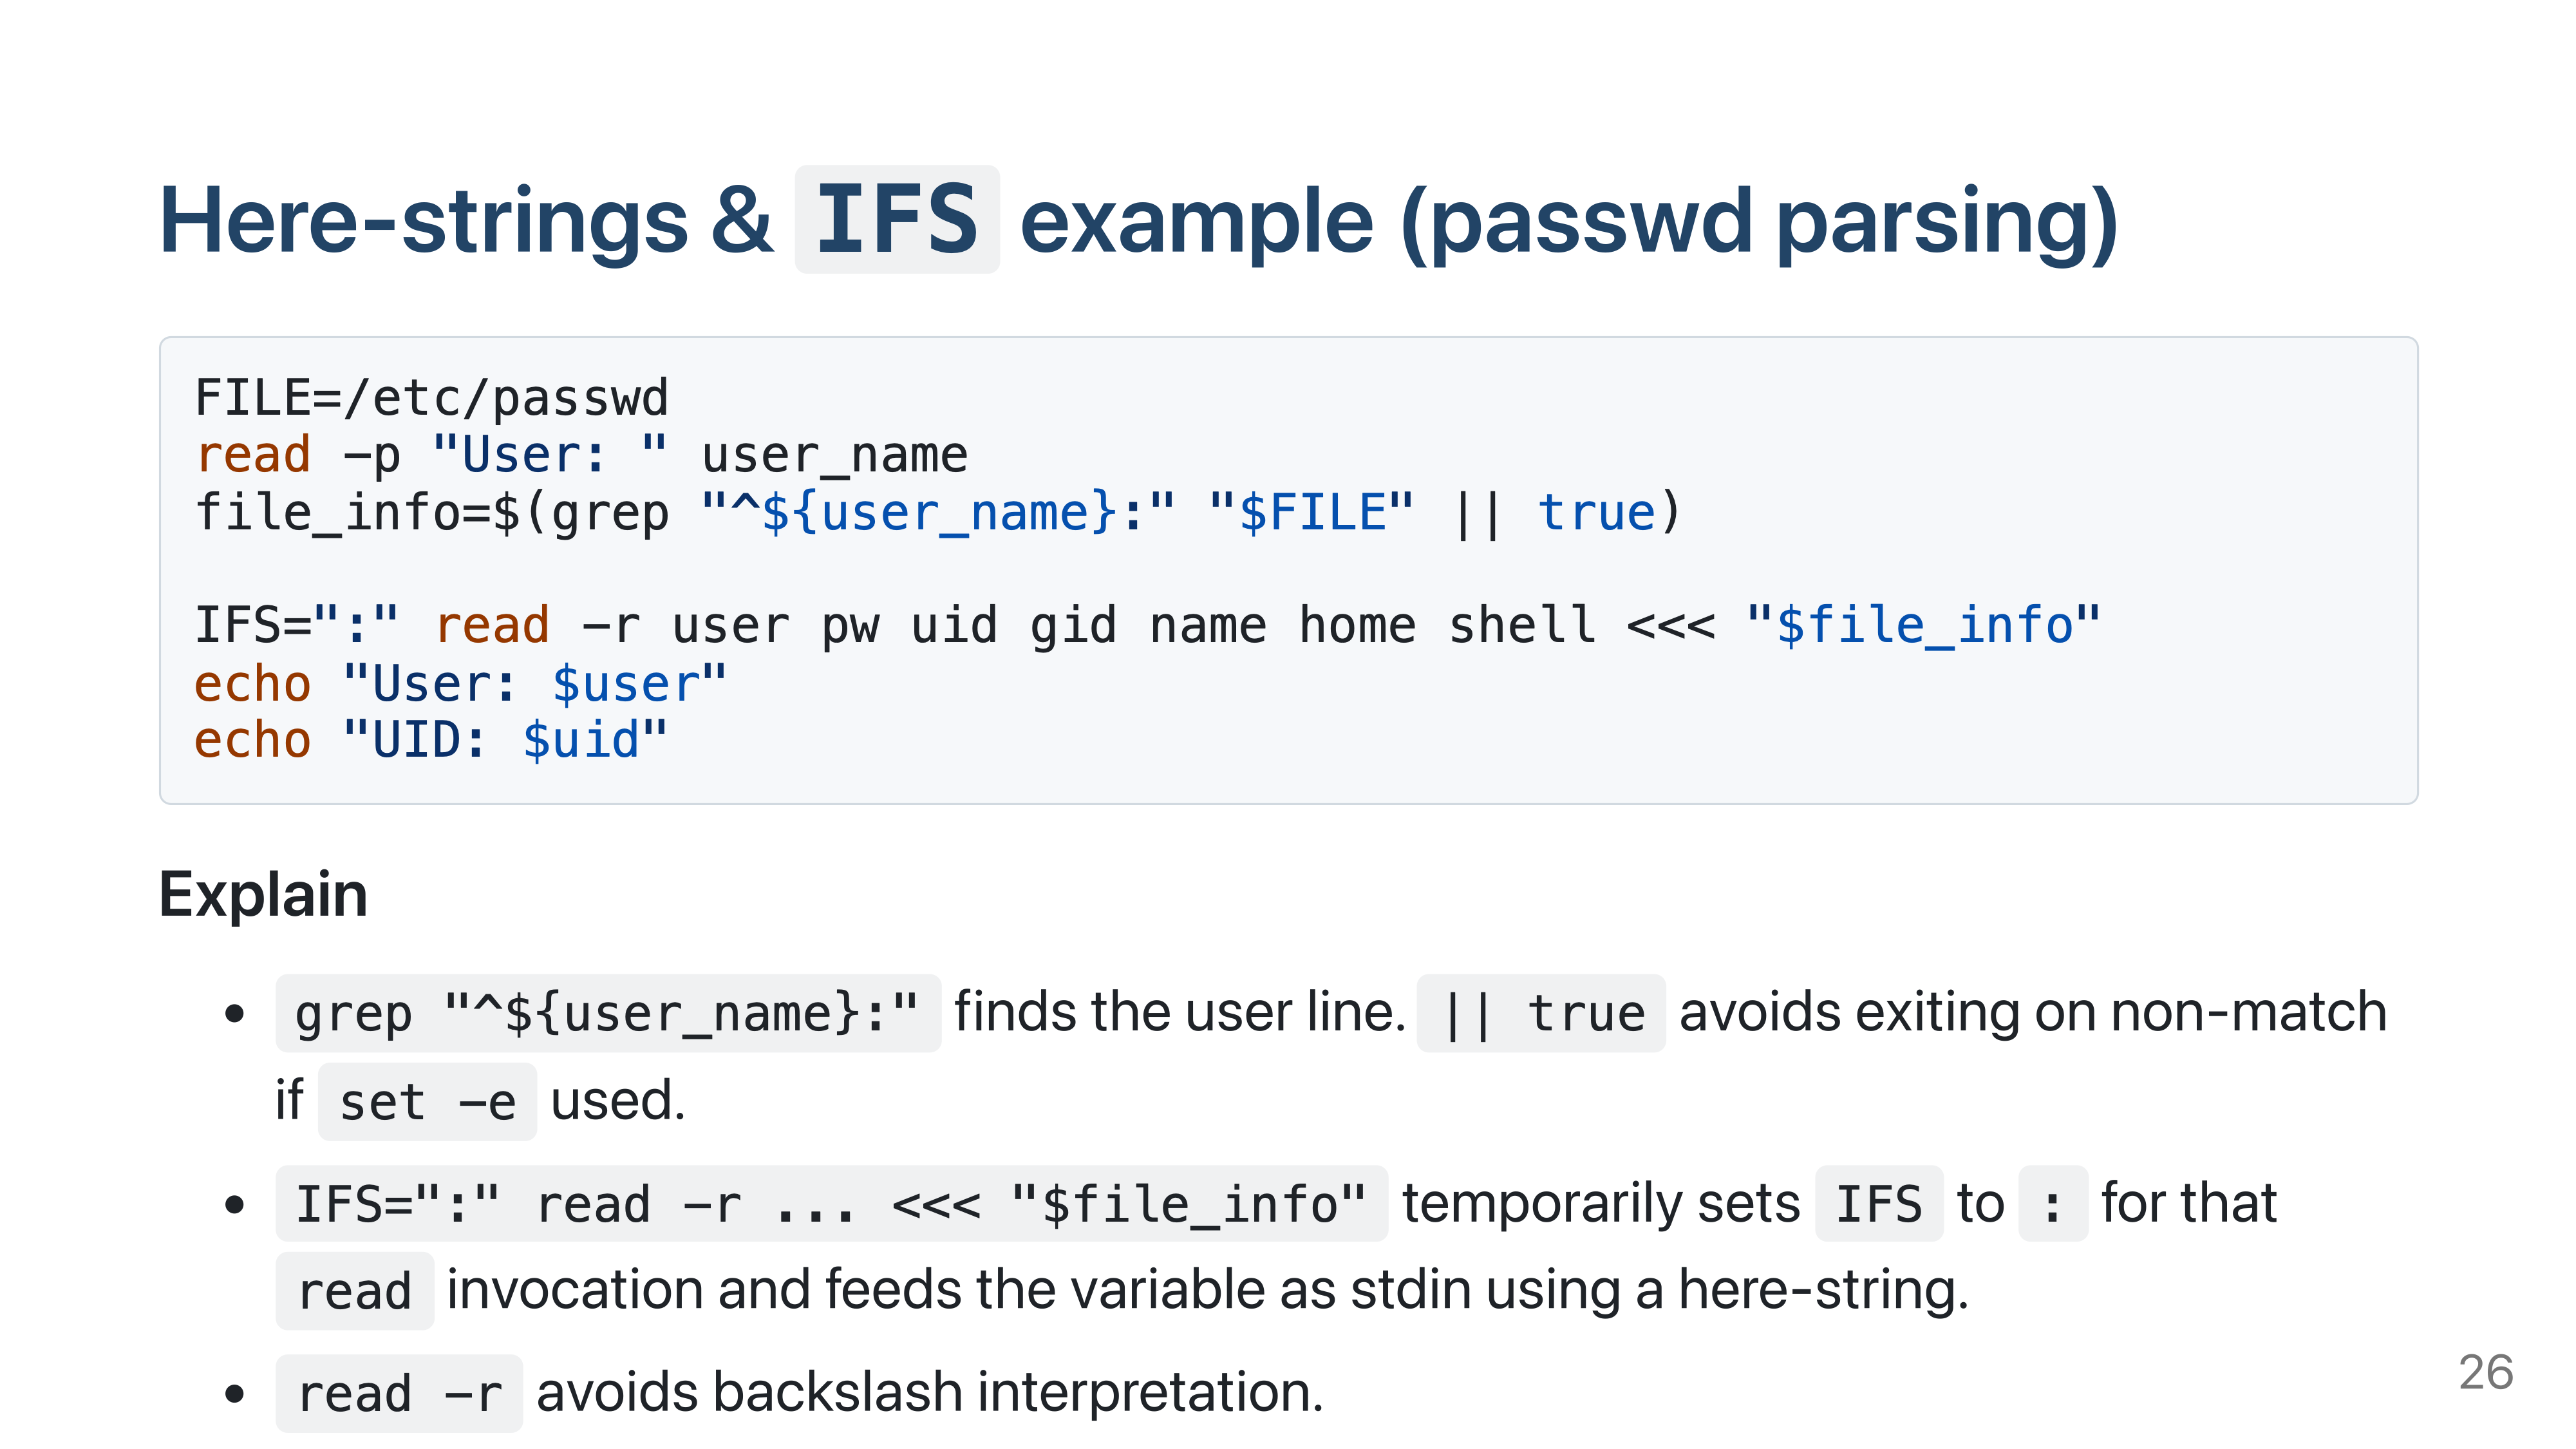 Here-strings & IFS example (passwd parsing)
FILE=/etc/passwd
read -p "User: " user_name
file_info=$(grep "^${user_name}:" "$FILE" || true)
IFS=":" read -r user pw uid gid name home shell <<< "$file_info"
echo "User: $user"
echo "UID: $uid"
Explain
• grep "^${user_name}:" finds the user line. || true avoids exiting on non-match
if set -e used.
• IFS=":" read -r ... <<< "$file_info" temporarily sets IFS to : for that
read invocation and feeds the variable as stdin using a here-string.
• read -r avoids backslash interpretation.
26